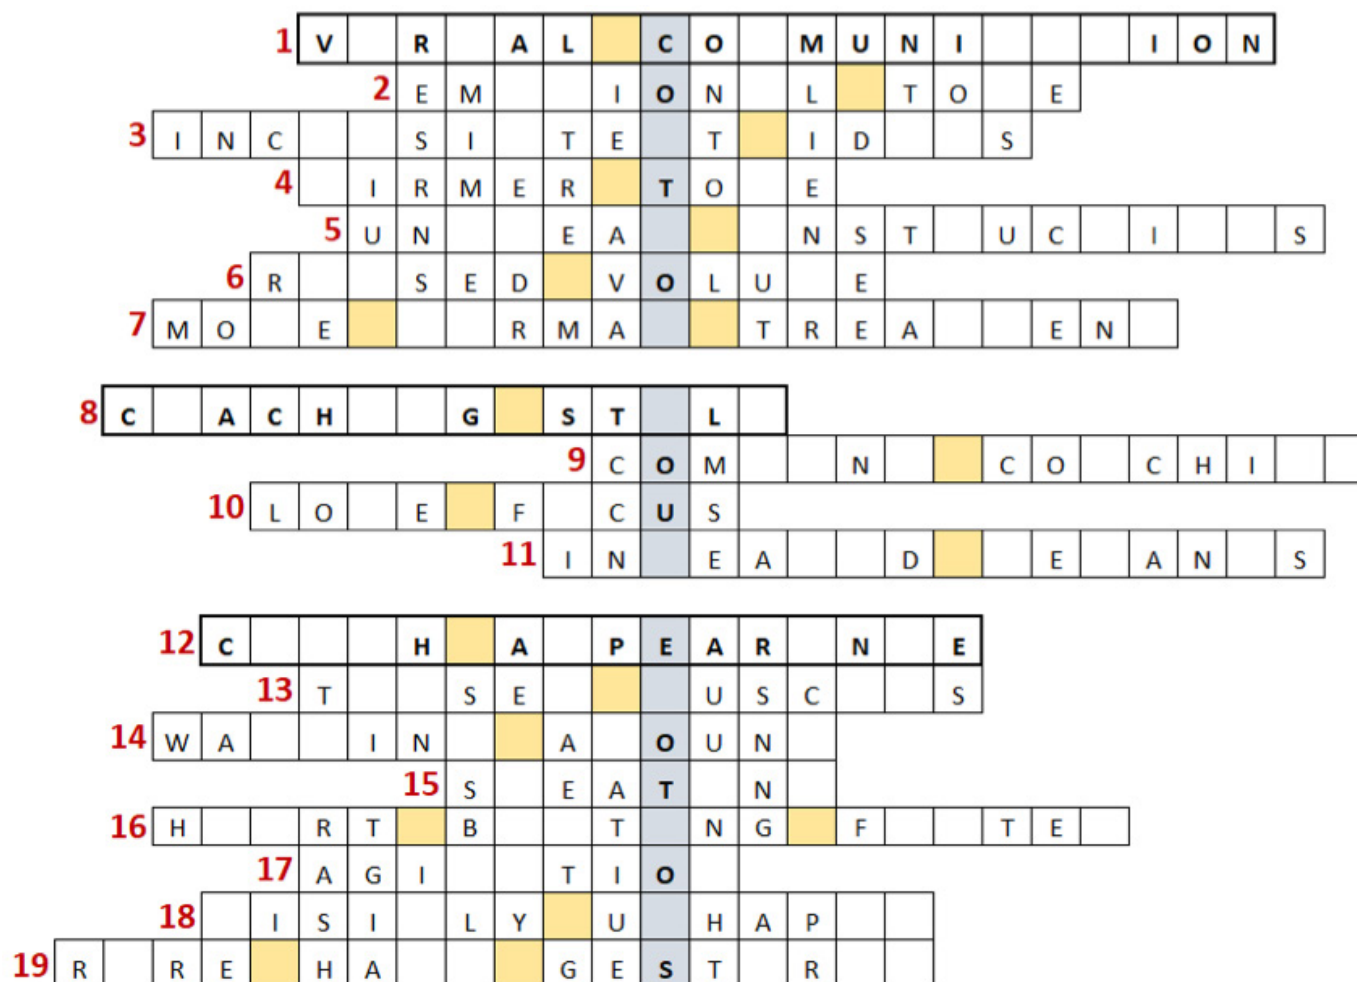 1 V R A L C O M U N I I O N
2 E M I O N L T O E
3 I N C S I T E T I D S
4 I R M E R T O E
5 U N E A N S T U C I S
6 R S E D V O L U E
7 M O E R M A T R E A E N
8 C A C H G S T L
9 C O M N C O C H I
10 L O E F C U S
11 I N E A D E A N S
12 C H A P E A R N E
13 T S E U S C S
14 W A I N A O U N
15 S E A T N
16 H R T B T N G F T E
17 A G I T I O
18 I S I L Y U H A P
19 R R E H A G E S T R